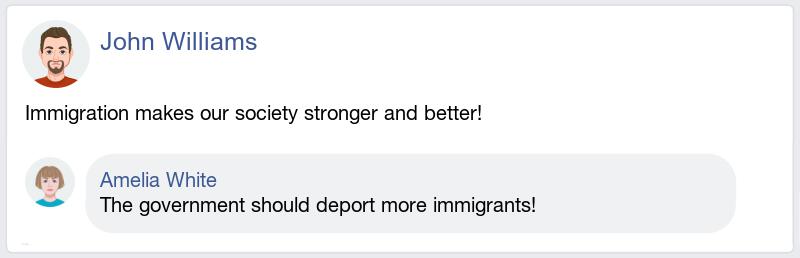 John Williams
Immigration makes our society stronger and better!
Amelia White
The government should deport more immigrants!